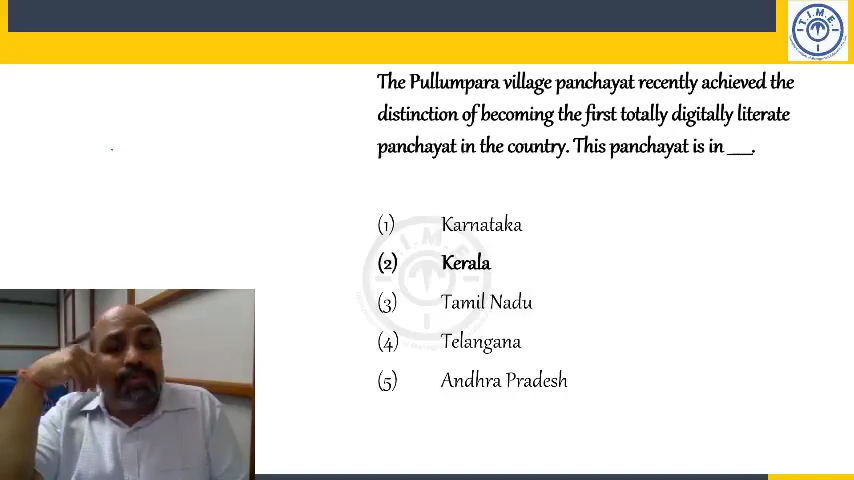 T.I.M.E.
The Pullumpara village panchayat recently achieved the
distinction of becoming the first totally digitally literate
panchayat in the country. This panchayat is in ___.
(1) Karnataka
(2) Kerala
(3) Tamil Nadu
(4) Telangana
(5) Andhra Pradesh